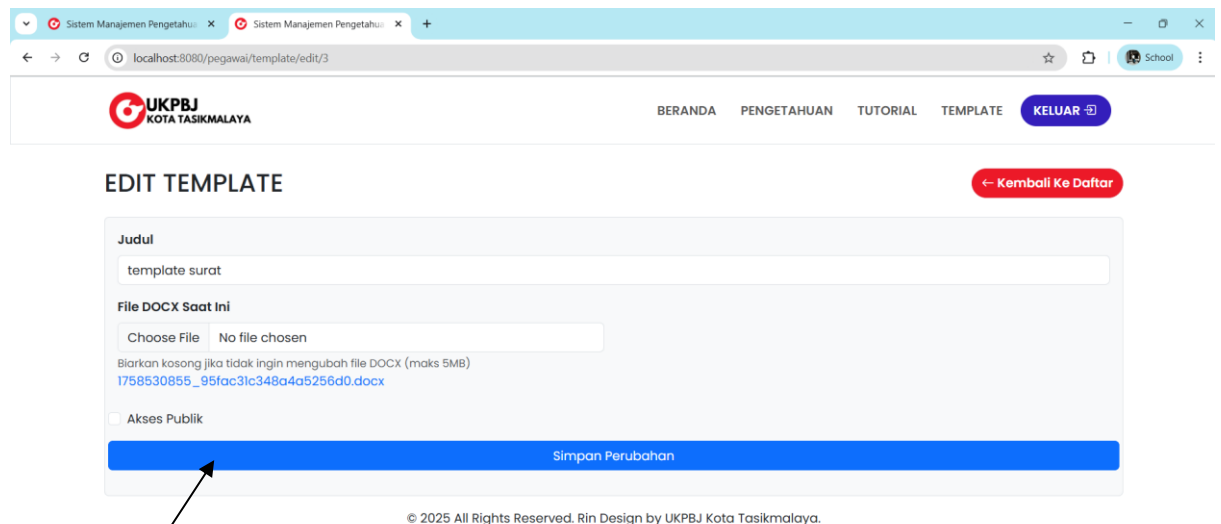 Sistem Manajemen Pengetahua
Sistem Manajemen Pengetahua
localhost:8080/pegawai/template/edit/3
School
UKPBJ
KOTA TASIKMALAYA
BERANDA PENGETAHUAN TUTORIAL TEMPLATE KELUAR
EDIT TEMPLATE
← Kembali Ke Daftar
Judul
template surat
File DOCX Saat Ini
Choose File No file chosen
Biarkan kosong jika tidak ingin mengubah file DOCX (maks 5MB)
1758530855_95fac31c348a4a5256d0.docx
Akses Publik
Simpan Perubahan
© 2025 All Rights Reserved. Rin Design by UKPBJ Kota Tasikmalaya.